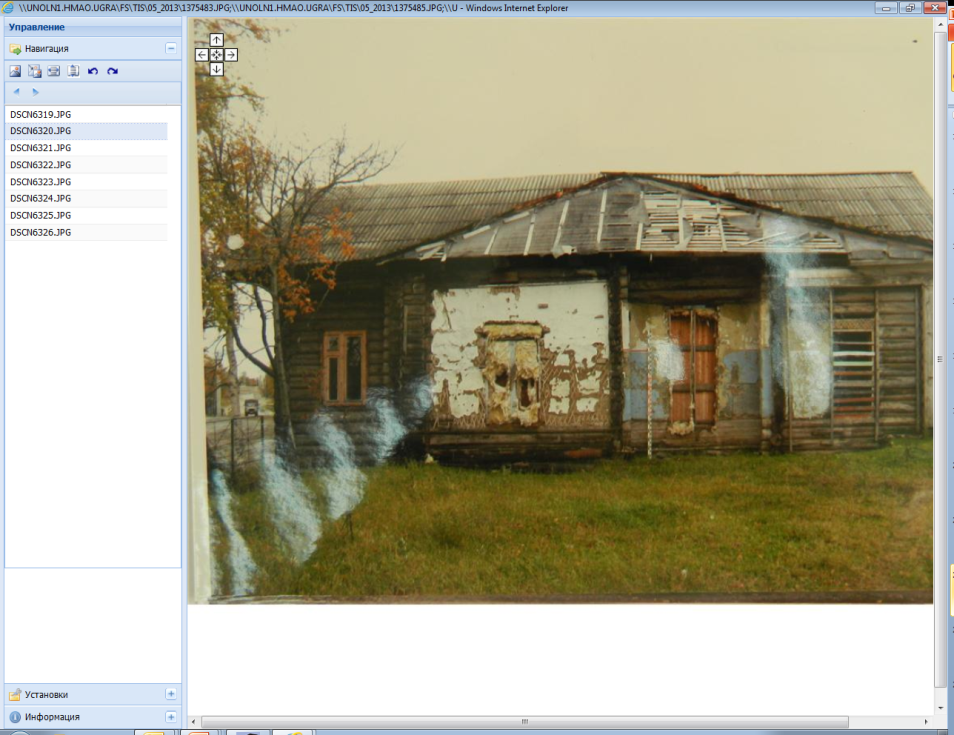 \\UNOLN1.HMAO.UGRA\FS\TIS\05_2013\1375483.JPG;\\UNOLN1.HMAO.UGRA\FS\TIS\05_2013\1375485.JPG;\\U - Windows Internet Explorer
Управление
Навигация
DSCN6319.JPG
DSCN6320.JPG
DSCN6321.JPG
DSCN6322.JPG
DSCN6323.JPG
DSCN6324.JPG
DSCN6325.JPG
DSCN6326.JPG
Установки
Информация